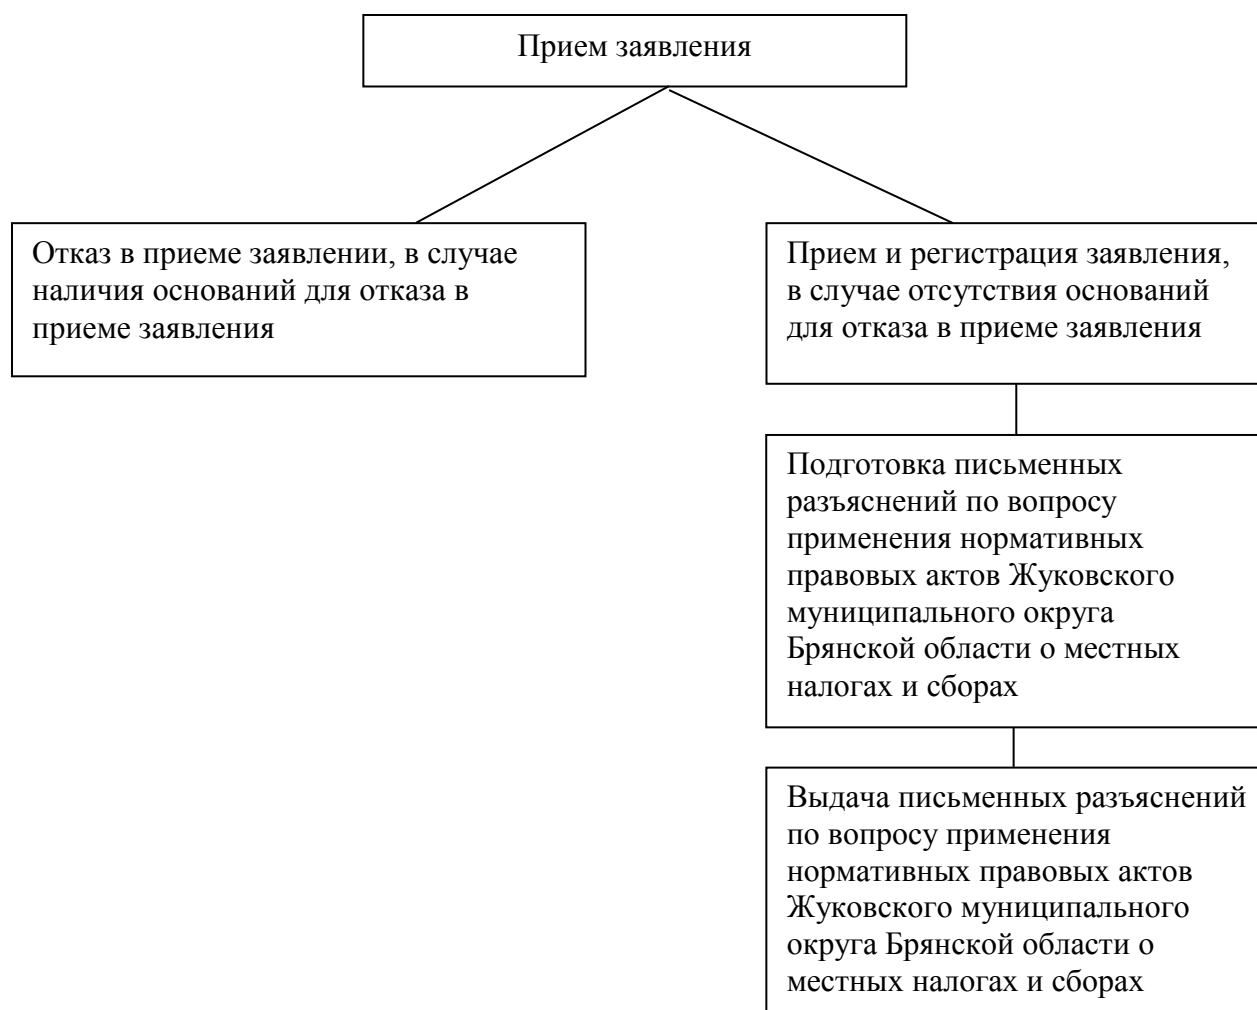 Прием заявления
Отказ в приеме заявлении, в случае
наличия оснований для отказа в
приеме заявления
Прием и регистрация заявления,
в случае отсутствия оснований
для отказа в приеме заявления
Подготовка письменных
разъяснений по вопросу
применения нормативных
правовых актов Жуковского
муниципального округа
Брянской области о местных
налогах и сборах
Выдача письменных разъяснений
по вопросу применения
нормативных правовых актов
Жуковского муниципального
округа Брянской области о
местных налогах и сборах